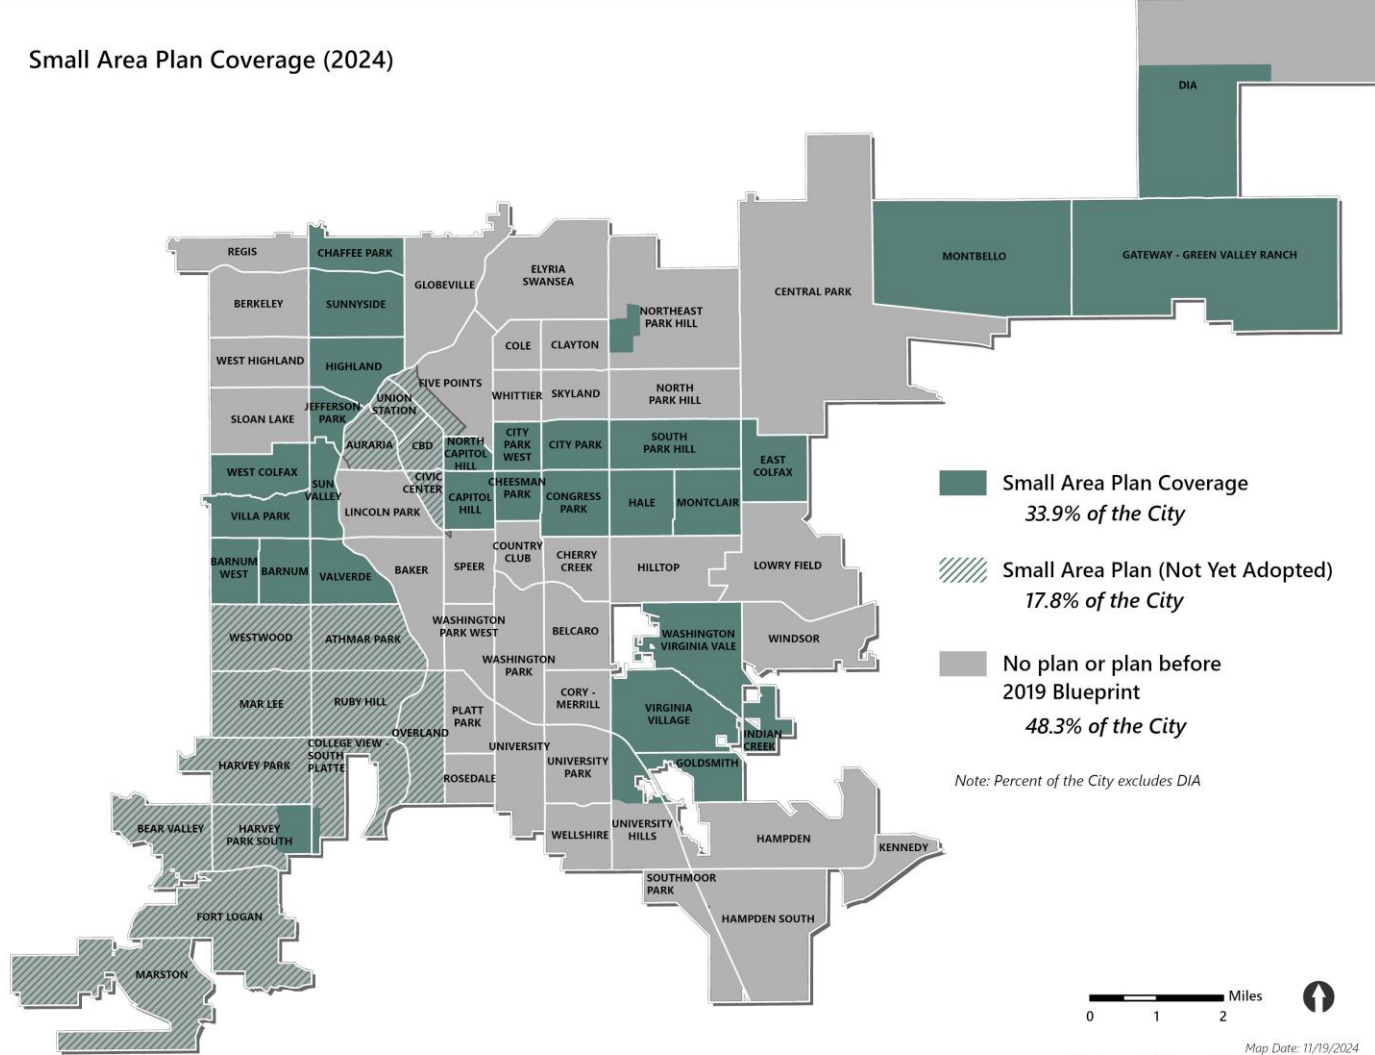 Small Area Plan Coverage (2024)
DIA
REGIS
CHAFFEE PARK
GLOBEVILLE
ELYRIA
SWANSEA
CENTRAL PARK
MONTBELLO
GATEWAY - GREEN VALLEY RANCH
BERKELEY
SUNNYSIDE
NORTHEAST
PARK HILL
COLE
CLAYTON
WEST HIGHLAND
HIGHLAND
UNION
STATION
FIVE POINTS
WHITTIER
SKYLAND
NORTH
PARK HILL
SLOAN LAKE
JEFFERSON
PARK
AURARIA
CBD
NORTH
CAPITOL
HILL
CITY
PARK
WEST
CITY PARK
SOUTH
PARK HILL
EAST
COLFAX
WEST COLFAX
SUN
VALLEY
CIVIC
CENTER
CAPITOL
HILL
CHEESMAN
PARK
CONGRESS
PARK
HALE
MONTCLAIR
VILLA PARK
LINCOLN PARK
BARNUM
WEST
BARNUM
VALVERDE
BAKER
SPEER
COUNTRY
CLUB
CHERRY
CREEK
HILLTOP
LOWRY FIELD
WESTWOOD
ATHMAR PARK
WASHINGTON
PARK WEST
WASHINGTON
PARK
BELCARO
WASHINGTON
VIRGINIA VALE
WINDSOR
MAR LEE
RUBY HILL
OVERLAND
PLATT
PARK
CORY -
MERRILL
VIRGINIA
VILLAGE
INDIAN
CREEK
HARVEY PARK
COLLEGE VIEW -
SOUTH
PLATTE
UNIVERSITY
ROSEDALE
UNIVERSITY
PARK
GOLDSMITH
BEAR VALLEY
HARVEY
PARK SOUTH
WELLSHIRE
UNIVERSITY
HILLS
HAMPDEN
KENNEDY
SOUTHMOOR
PARK
HAMPDEN SOUTH
FORT LOGAN
MARSTON
Small Area Plan Coverage
33.9% of the City
Small Area Plan (Not Yet Adopted)
17.8% of the City
No plan or plan before
2019 Blueprint
48.3% of the City
Note: Percent of the City excludes DIA
Miles
0 1 2
Map Date: 11/19/2024